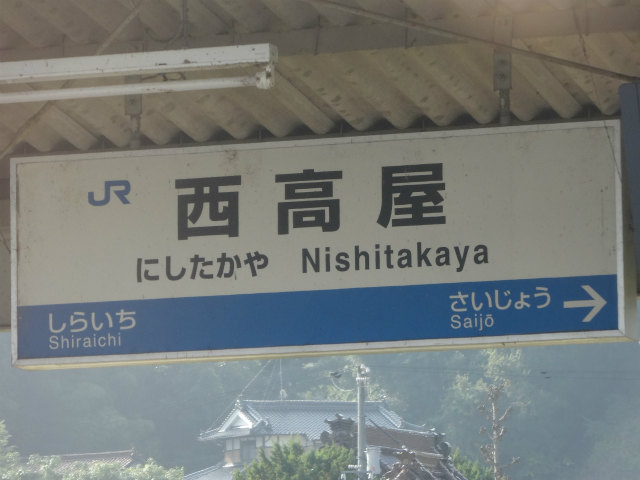 JR 西高屋
にしたかや Nishitakaya
しらいち さいじょう →
Shiraichi Saijō